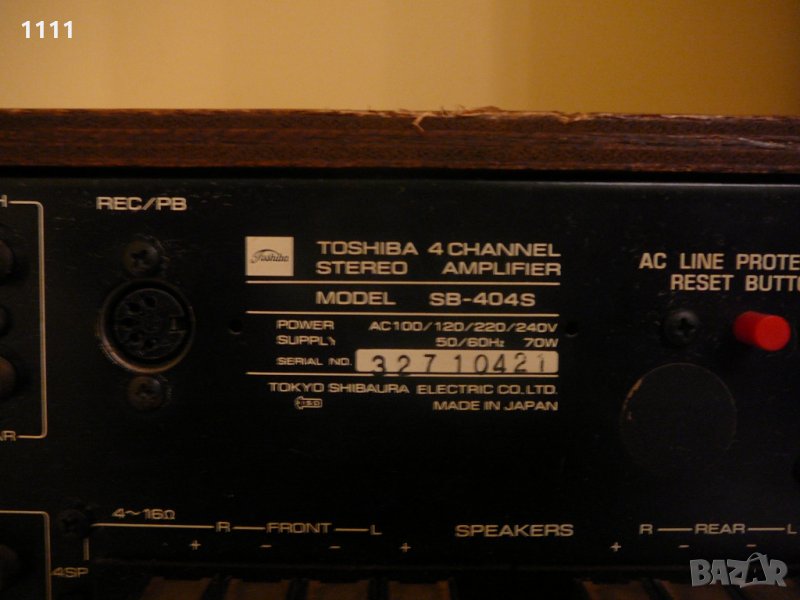 1111
REC/PB
Toshiba
TOSHIBA 4 CHANNEL
STEREO AMPLIFIER
MODEL SB-404S
POWER AC100/120/220/240V
SUPPLY 50/60Hz 70W
SERIAL NO. 32710421
TOKYO SHIBAURA ELECTRIC CO. LTD.
MADE IN JAPAN
AC LINE PROTE
RESET BUTTO
4~16Ω
R FRONT L
SPEAKERS
R REAR L
+ - - +
+ - -
4SP
BAZAR